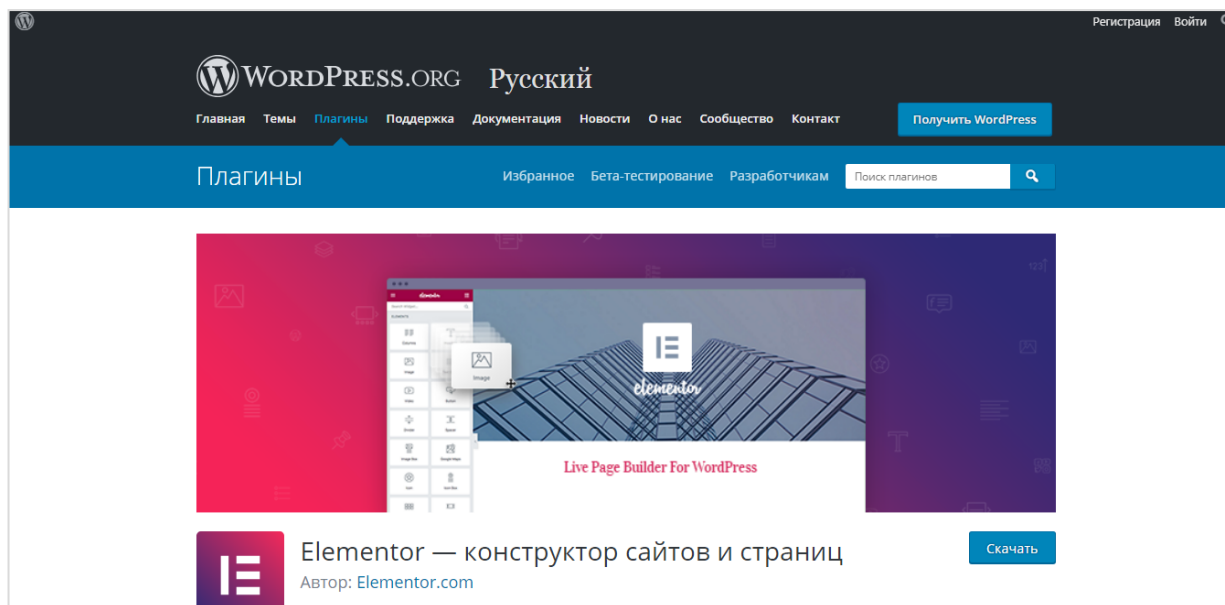 Регистрация Войти
WORDPRESS.ORG Русский
Главная Темы Плагины Поддержка Документация Новости О нас Сообщество Контакт Получить WordPress
Плагины Избранное Бета-тестирование Разработчикам Поиск плагинов
elementor
Image
elementor
Live Page Builder For WordPress
Elementor — конструктор сайтов и страниц Скачать
Автор: Elementor.com